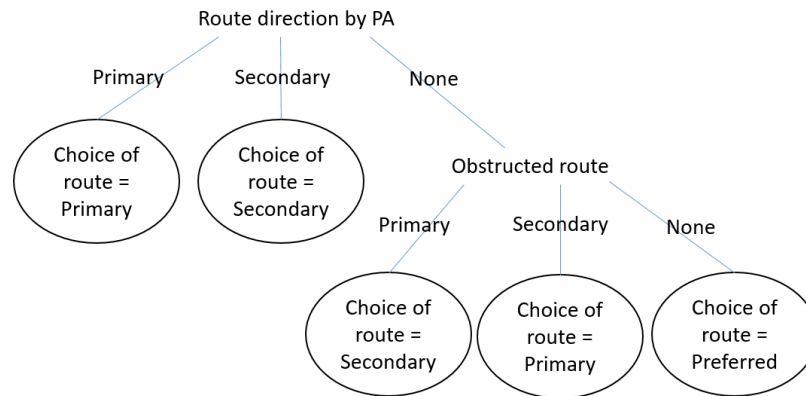 Route direction by PA
Primary
Secondary
None
Choice of
route =
Primary
Choice of
route =
Secondary
Obstructed route
Primary
Secondary
None
Choice of
route =
Secondary
Choice of
route =
Primary
Choice of
route =
Preferred